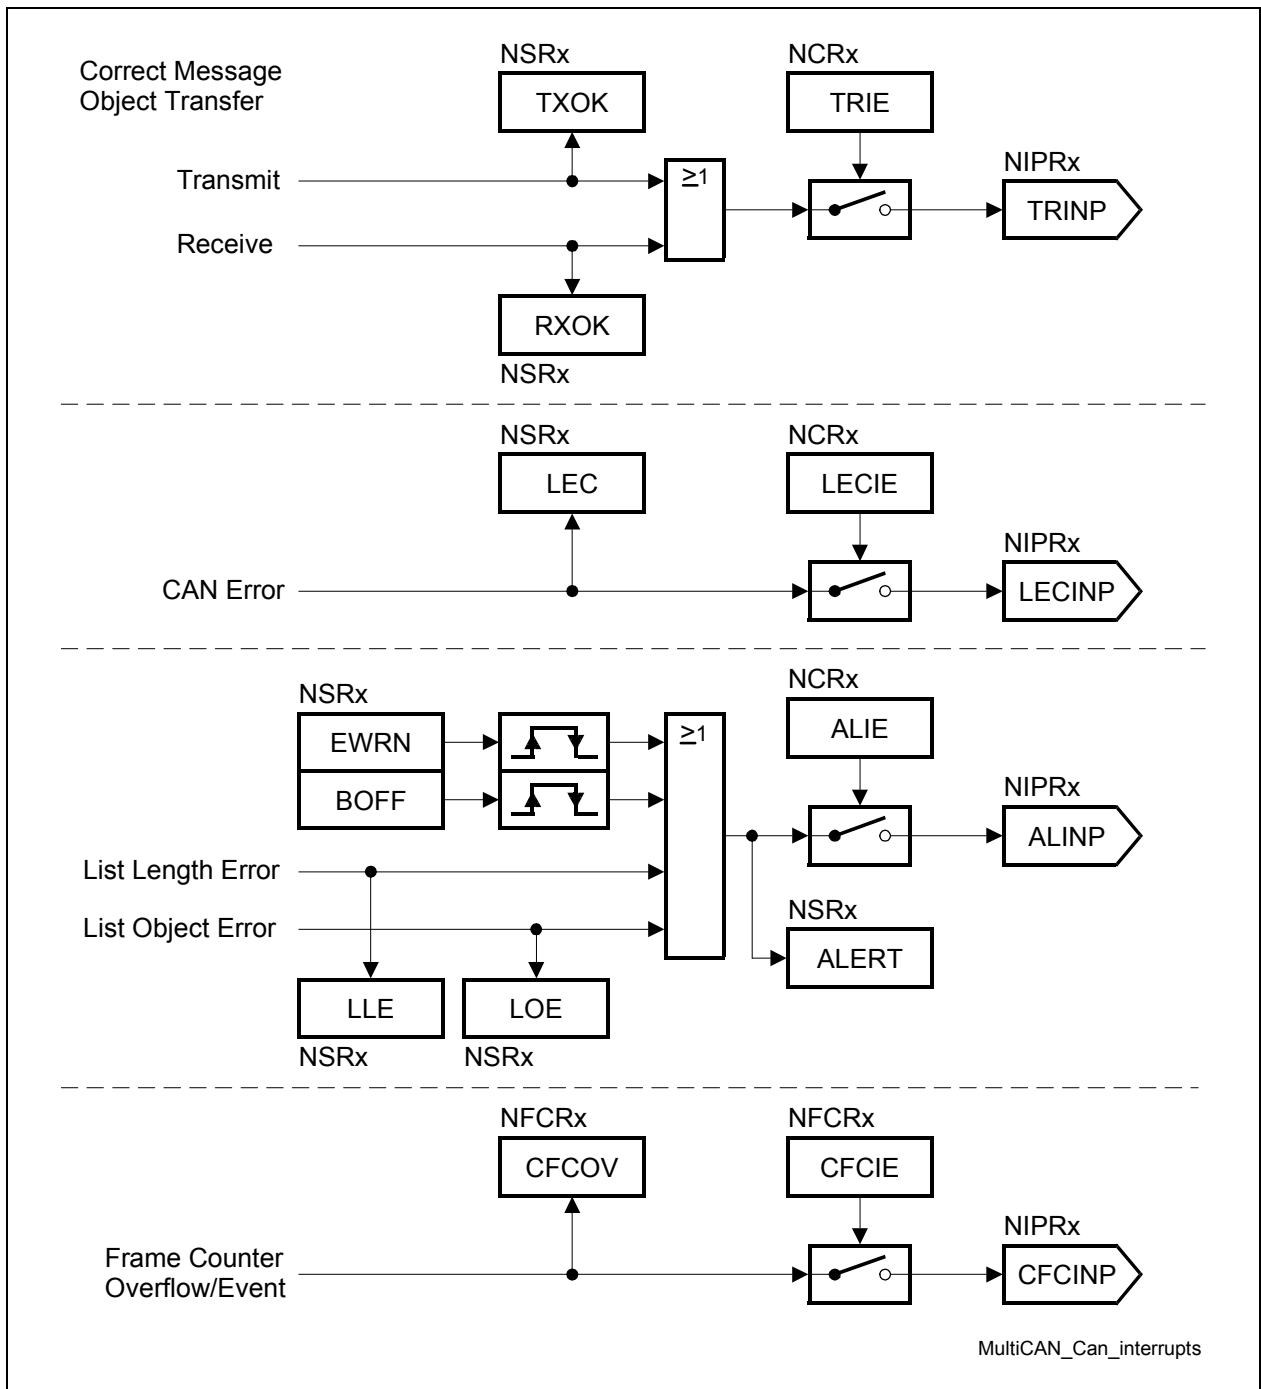 Correct Message
Object Transfer
NSRx
TXOK
NCRx
TRIE
Transmit
≥1
NIPRx
TRINP
Receive
RXOK
NSRx
NSRx
LEC
NCRx
LECIE
CAN Error
NIPRx
LECINP
NSRx
EWRN
BOFF
≥1
NCRx
ALIE
NIPRx
ALINP
List Length Error
List Object Error
NSRx
ALERT
LLE
NSRx
LOE
NSRx
NFCRx
CFCOV
NFCRx
CFCIE
Frame Counter
Overflow/Event
NIPRx
CFCINP
MultiCAN_Can_interrupts